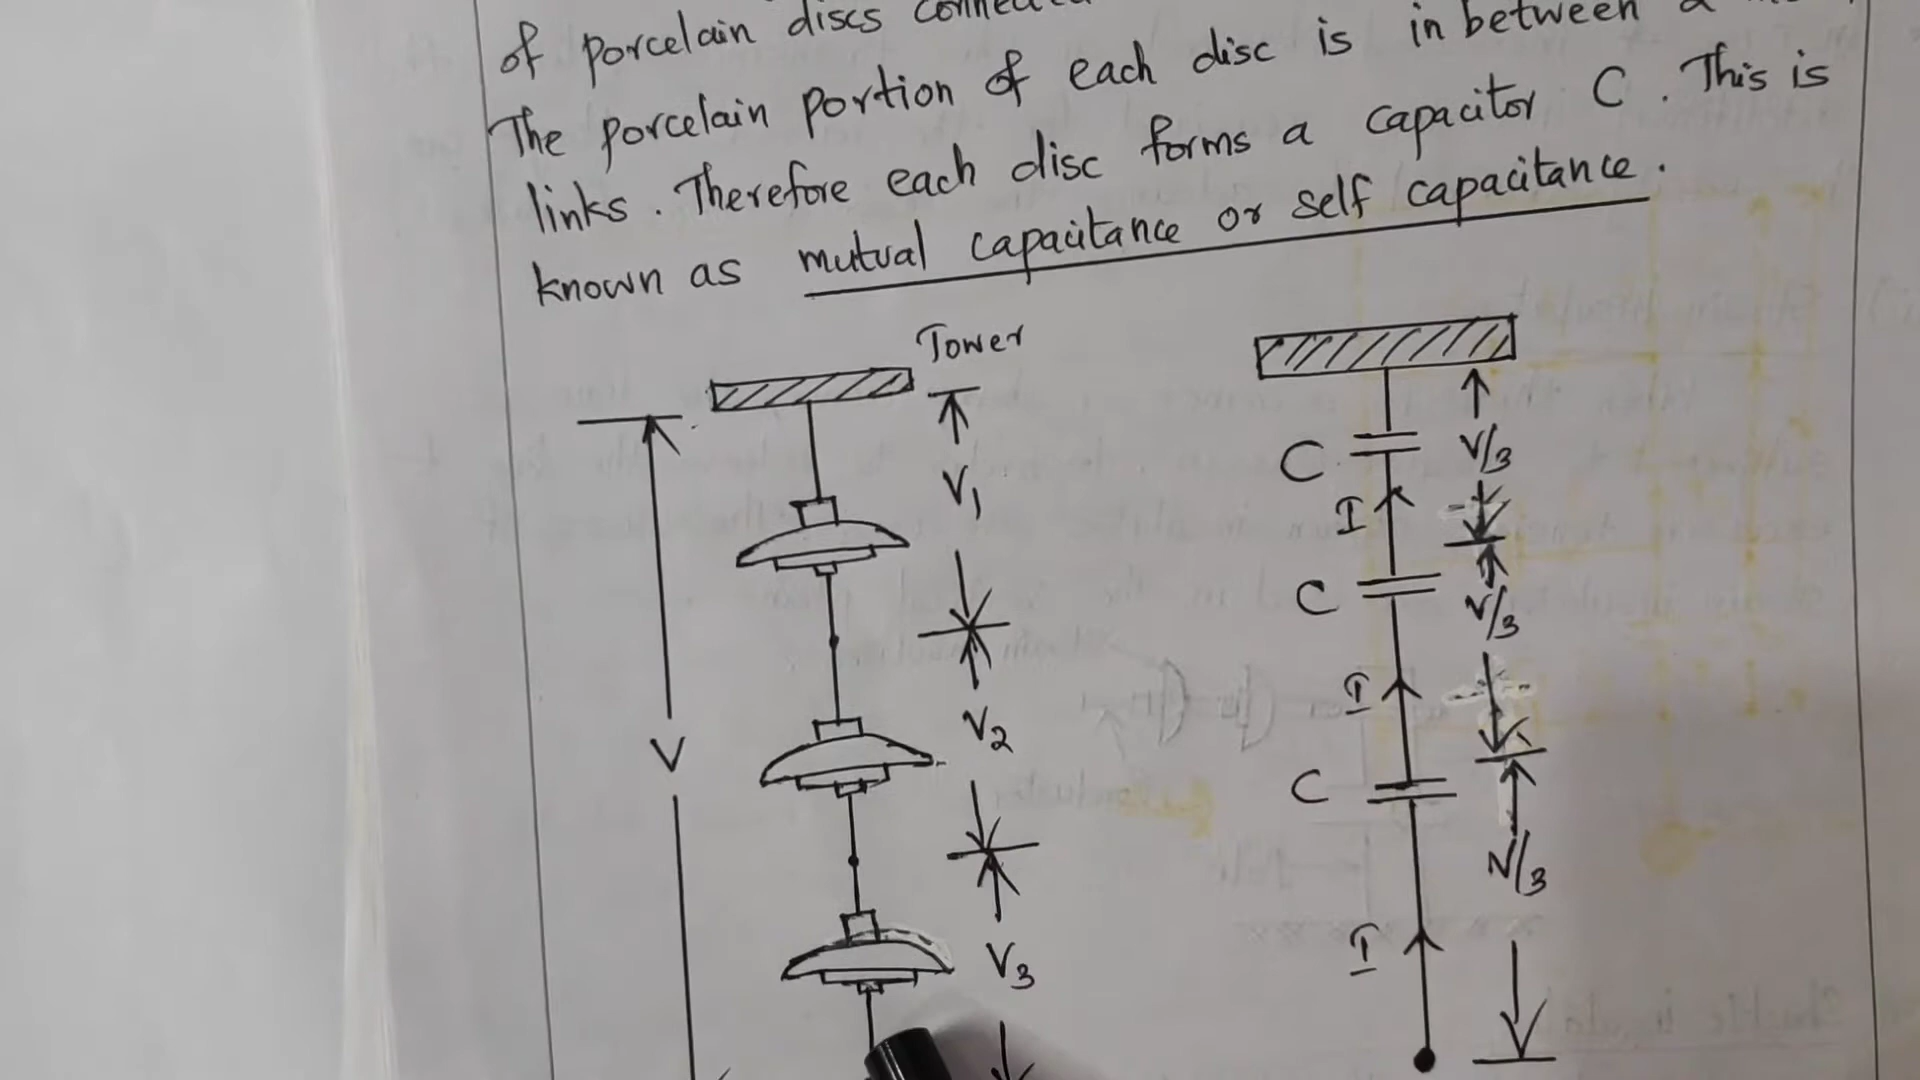 of porcelain discs
The porcelain portion of each disc is in between a
links. Therefore each disc forms a capacitor C. This is
known as mutual capacitance or self capacitance.
Tower
V1
V
V2
V3
C
V/3
I
C
V/3
I
C
V/3
I